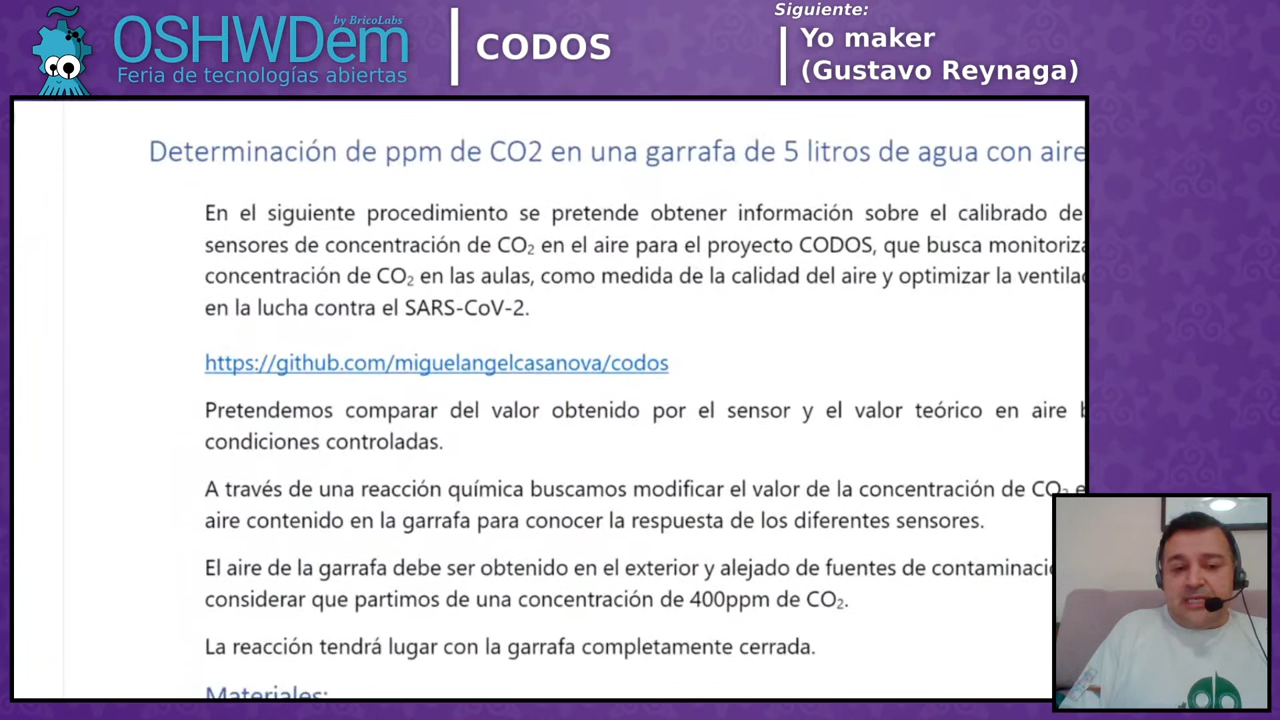 OSHWDem
by BricoLabs
Feria de tecnologías abiertas
CODOS
Siguiente:
Yo maker
(Gustavo Reynaga)
Determinación de ppm de CO2 en una garrafa de 5 litros de agua con aire
En el siguiente procedimiento se pretende obtener información sobre el calibrado de
sensores de concentración de CO₂ en el aire para el proyecto CODOS, que busca monitoriza
concentración de CO₂ en las aulas, como medida de la calidad del aire y optimizar la ventila
en la lucha contra el SARS-CoV-2.
https://github.com/miguelangelcasanova/codos
Pretendemos comparar del valor obtenido por el sensor y el valor teórico en aire
condiciones controladas.
A través de una reacción química buscamos modificar el valor de la concentración de CO₂ e
aire contenido en la garrafa para conocer la respuesta de los diferentes sensores.
El aire de la garrafa debe ser obtenido en el exterior y alejado de fuentes de contaminaci
considerar que partimos de una concentración de 400ppm de CO₂.
La reacción tendrá lugar con la garrafa completamente cerrada.
Materiales: